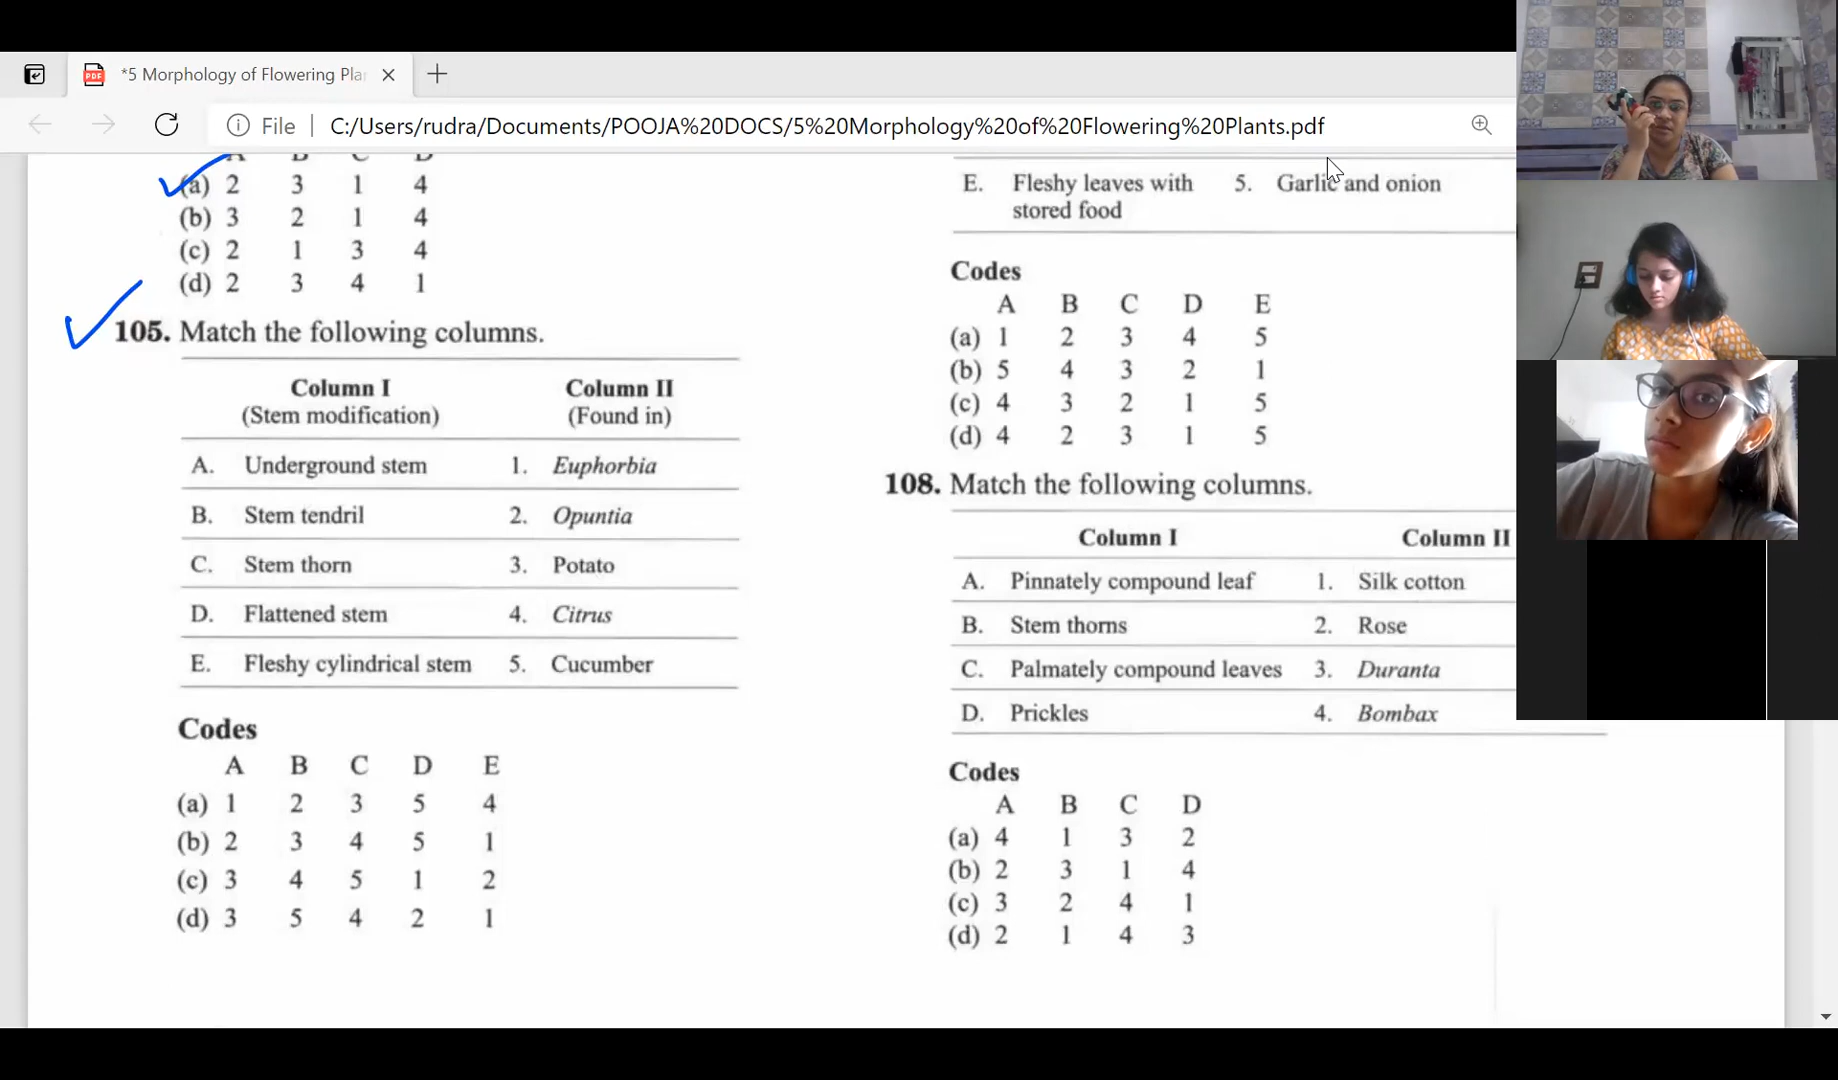 *5 Morphology of Flowering Pla
File | C:/Users/rudra/Documents/POOJA%20DOCS/5%20Morphology%20of%20Flowering%20Plants.pdf
(a) 2 3 1 4
(b) 3 2 1 4
(c) 2 1 3 4
(d) 2 3 4 1
105. Match the following columns.
Column I Column II
(Stem modification) (Found in)
A. Underground stem 1. Euphorbia
B. Stem tendril 2. Opuntia
C. Stem thorn 3. Potato
D. Flattened stem 4. Citrus
E. Fleshy cylindrical stem 5. Cucumber
Codes
A B C D E
(a) 1 2 3 5 4
(b) 2 3 4 5 1
(c) 3 4 5 1 2
(d) 3 5 4 2 1
E. Fleshy leaves with 5. Garlic and onion
stored food
Codes
A B C D E
(a) 1 2 3 4 5
(b) 5 4 3 2 1
(c) 4 3 2 1 5
(d) 4 2 3 1 5
108. Match the following columns.
Column I Column II
A. Pinnately compound leaf 1. Silk cotton
B. Stem thorns 2. Rose
C. Palmately compound leaves 3. Duranta
D. Prickles 4. Bombax
Codes
A B C D
(a) 4 1 3 2
(b) 2 3 1 4
(c) 3 2 4 1
(d) 2 1 4 3